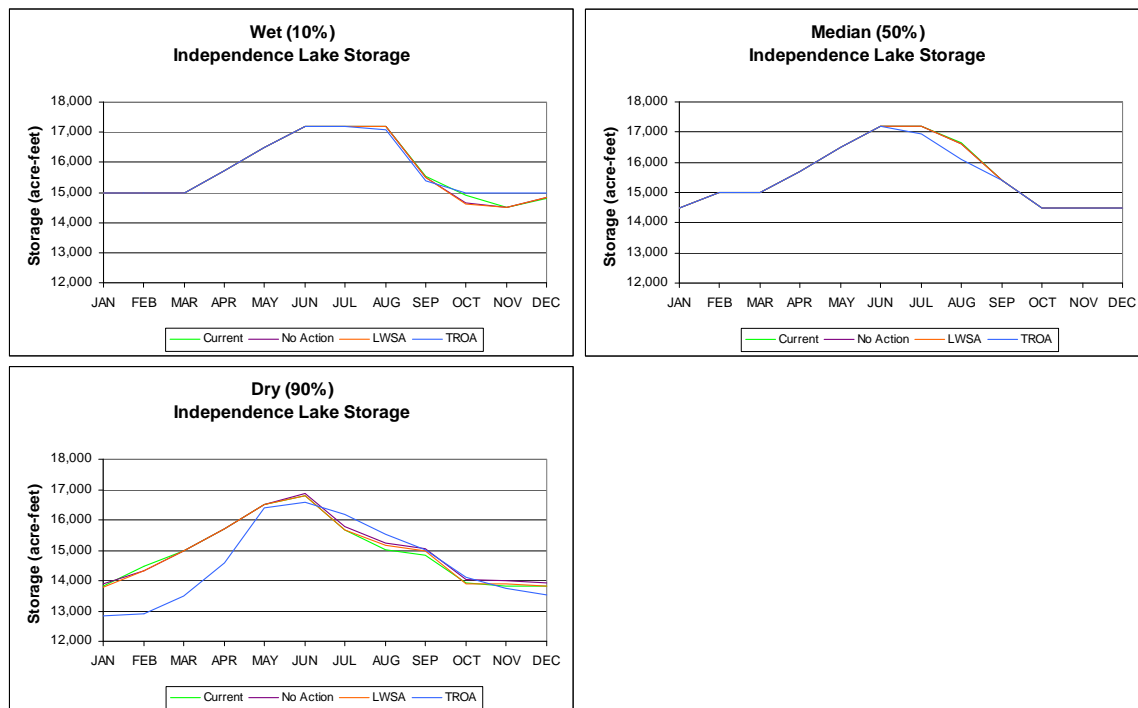 Wet (10%)
Independence Lake Storage
Storage (acre-feet)
18,000
17,000
16,000
15,000
14,000
13,000
12,000
JAN FEB MAR APR MAY JUN JUL AUG SEP OCT NOV DEC
Current No Action LWSA TROA
Median (50%)
Independence Lake Storage
Storage (acre-feet)
18,000
17,000
16,000
15,000
14,000
13,000
12,000
JAN FEB MAR APR MAY JUN JUL AUG SEP OCT NOV DEC
Current No Action LWSA TROA
Dry (90%)
Independence Lake Storage
Storage (acre-feet)
18,000
17,000
16,000
15,000
14,000
13,000
12,000
JAN FEB MAR APR MAY JUN JUL AUG SEP OCT NOV DEC
Current No Action LWSA TROA